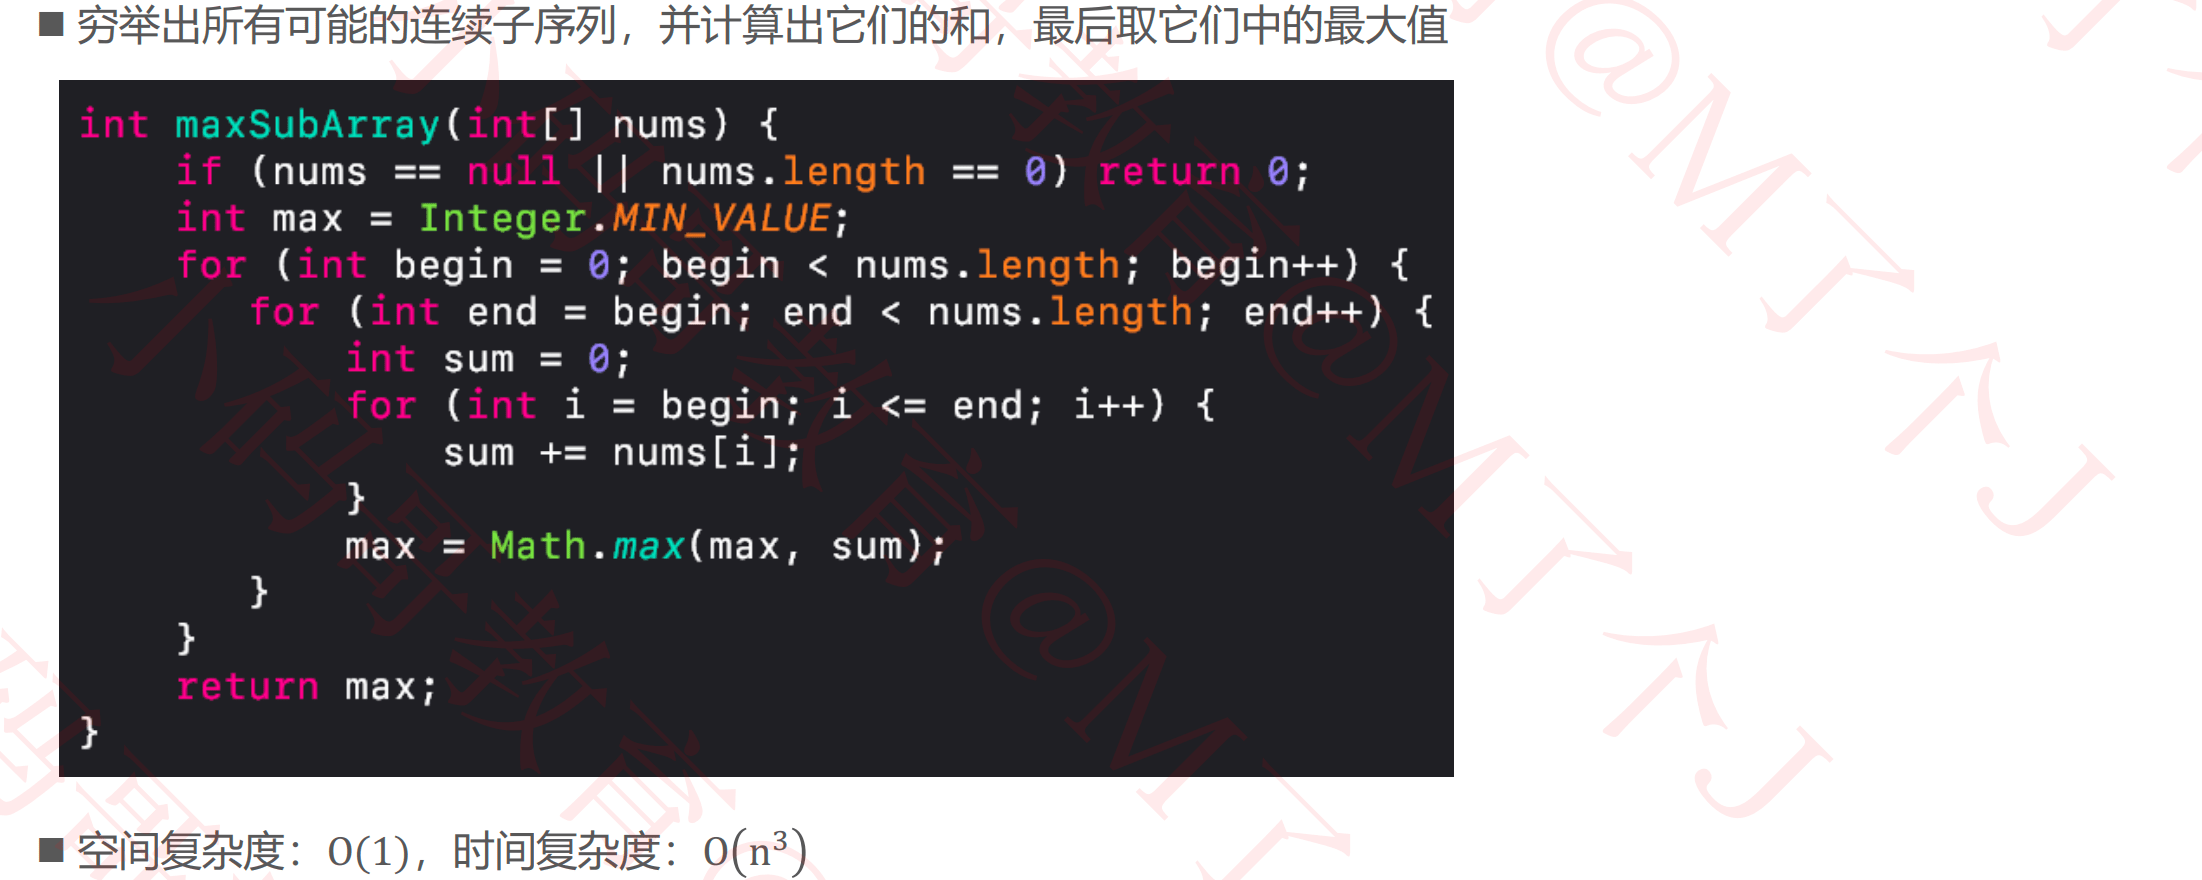 ■ 穷举出所有可能的连续子序列，并计算出它们的和，最后取它们中的最大值
int maxSubArray(int[] nums) {
    if (nums == null || nums.length == 0) return 0;
    int max = Integer.MIN_VALUE;
    for (int begin = 0; begin < nums.length; begin++) {
       for (int end = begin; end < nums.length; end++) {
           int sum = 0;
           for (int i = begin; i <= end; i++) {
               sum += nums[i];
           }
           max = Math.max(max, sum);
       }
    }
    return max;
}
■ 空间复杂度：O(1)，时间复杂度：O(n³)
小码哥教育 @M了个J